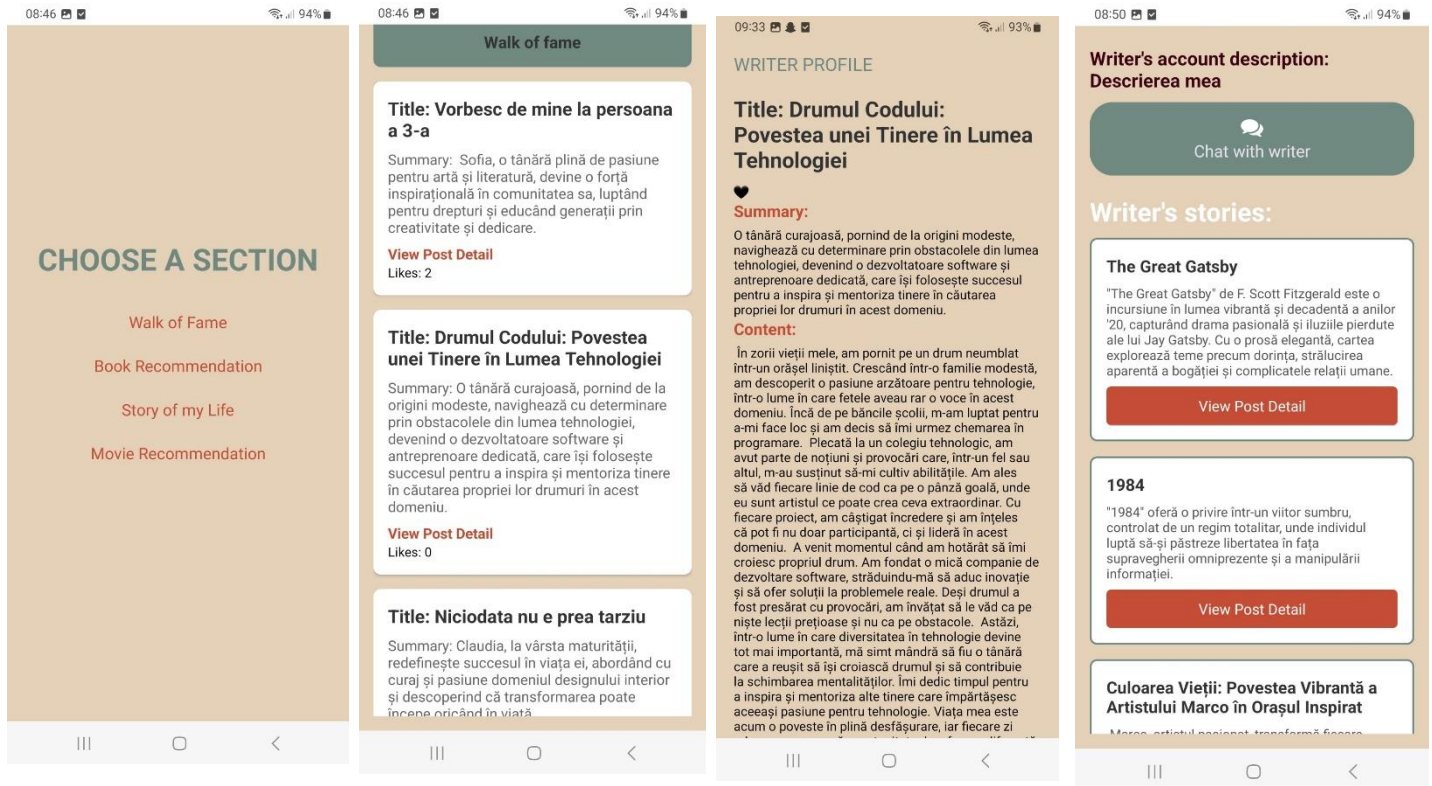 08:46 94%
CHOOSE A SECTION
Walk of Fame
Book Recommendation
Story of my Life
Movie Recommendation
08:46 94%
Walk of fame
Title: Vorbesc de mine la persoana
a 3-a
Summary: Sofia, o tânără plină de pasiune
pentru artă și literatură, devine o forță
inspirațională în comunitatea sa, luptând
pentru drepturi și educând generații prin
creativitate și dedicare.
View Post Detail
Likes: 2
Title: Drumul Codului: Povestea
unei Tinere în Lumea Tehnologiei
Summary: O tânără curajoasă, pornind de la
origini modeste, navighează cu determinare
prin obstacolele din lumea tehnologiei,
devenind o dezvoltatoare software și
antreprenoare dedicată, care își folosește
succesul pentru a inspira și mentoriza tinere
în căutarea propriei lor drumuri în acest
domeniu.
View Post Detail
Likes: 0
Title: Niciodata nu e prea tarziu
Summary: Claudia, la vârsta maturității,
redefinește succesul în viața ei, abordând cu
curaj și pasiune domeniul designului interior
și descoperind că transformarea poate
începe oricând în viață
09:33 93%
WRITER PROFILE
Title: Drumul Codului:
Povestea unei Tinere în Lumea
Tehnologiei
Summary:
O tânără curajoasă, pornind de la origini modeste,
navighează cu determinare prin obstacolele din lumea
tehnologiei, devenind o dezvoltatoare software și
antreprenoare dedicată, care își folosește succesul
pentru a inspira și mentoriza tinere în căutarea
propriei lor drumuri în acest domeniu.
Content:
În zorii vieții mele, am pornit pe un drum neumblat
într-un orășel liniștit. Crescând într-o familie modestă,
am descoperit o pasiune arzătoare pentru tehnologie,
într-o lume în care fetele aveau rar o voce în acest
domeniu. Încă de pe băncile școlii, m-am luptat pentru
a-mi face loc și am decis să îmi urmez chemarea în
programare. Plecată la un colegiu tehnologic, am
avut parte de noțiuni și provocări care, într-un fel sau
altul, m-au susținut să-mi cultiv abilitățile. Am ales
să văd fiecare linie de cod ca pe o pânză goală, unde
eu sunt artistul ce poate crea ceva extraordinar. Cu
fiecare proiect, am câștigat încredere și am înțeles
că pot fi nu doar participantă, ci și lideră în acest
domeniu. A venit momentul când am hotărât să îmi
croiesc propriul drum. Am fondat o mică companie de
dezvoltare software, străduindu-mă să aduc inovație
și să ofer soluții la problemele reale. Deși drumul a
fost presărat cu provocări, am învățat să le văd ca pe
niște lecții prețioase și nu ca pe obstacole. Astăzi,
într-o lume în care diversitatea în tehnologie devine
tot mai importantă, mă simt mândră să fiu o tânără
care a reușit să își croiască drumul și să contribuie
la schimbarea mentalităților. Îmi dedic timpul pentru
a inspira și mentoriza alte tinere care împărtășesc
aceeași pasiune pentru tehnologie. Viața mea este
acum o poveste în plină desfășurare, iar fiecare zi
08:50 94%
Writer's account description:
Descrierea mea
Chat with writer
Writer's stories:
The Great Gatsby
"The Great Gatsby" de F. Scott Fitzgerald este o
incursiune în lumea vibrantă și decadentă a anilor
'20, capturând drama pasională și iluziile pierdute
ale lui Jay Gatsby. Cu o prosă elegantă, cartea
explorează teme precum dorința, strălucirea
aparentă a bogăției și complicatele relații umane.
View Post Detail
1984
"1984" oferă o privire într-un viitor sumbru,
controlat de un regim totalitar, unde individul
luptă să-și păstreze libertatea în fața
supravegherii omniprezente și a manipulării
informației.
View Post Detail
Culoarea Vieții: Povestea Vibrantă a
Artistului Marco în Orașul Inspirat
Marco, artistul pasionat, transformă fiecare